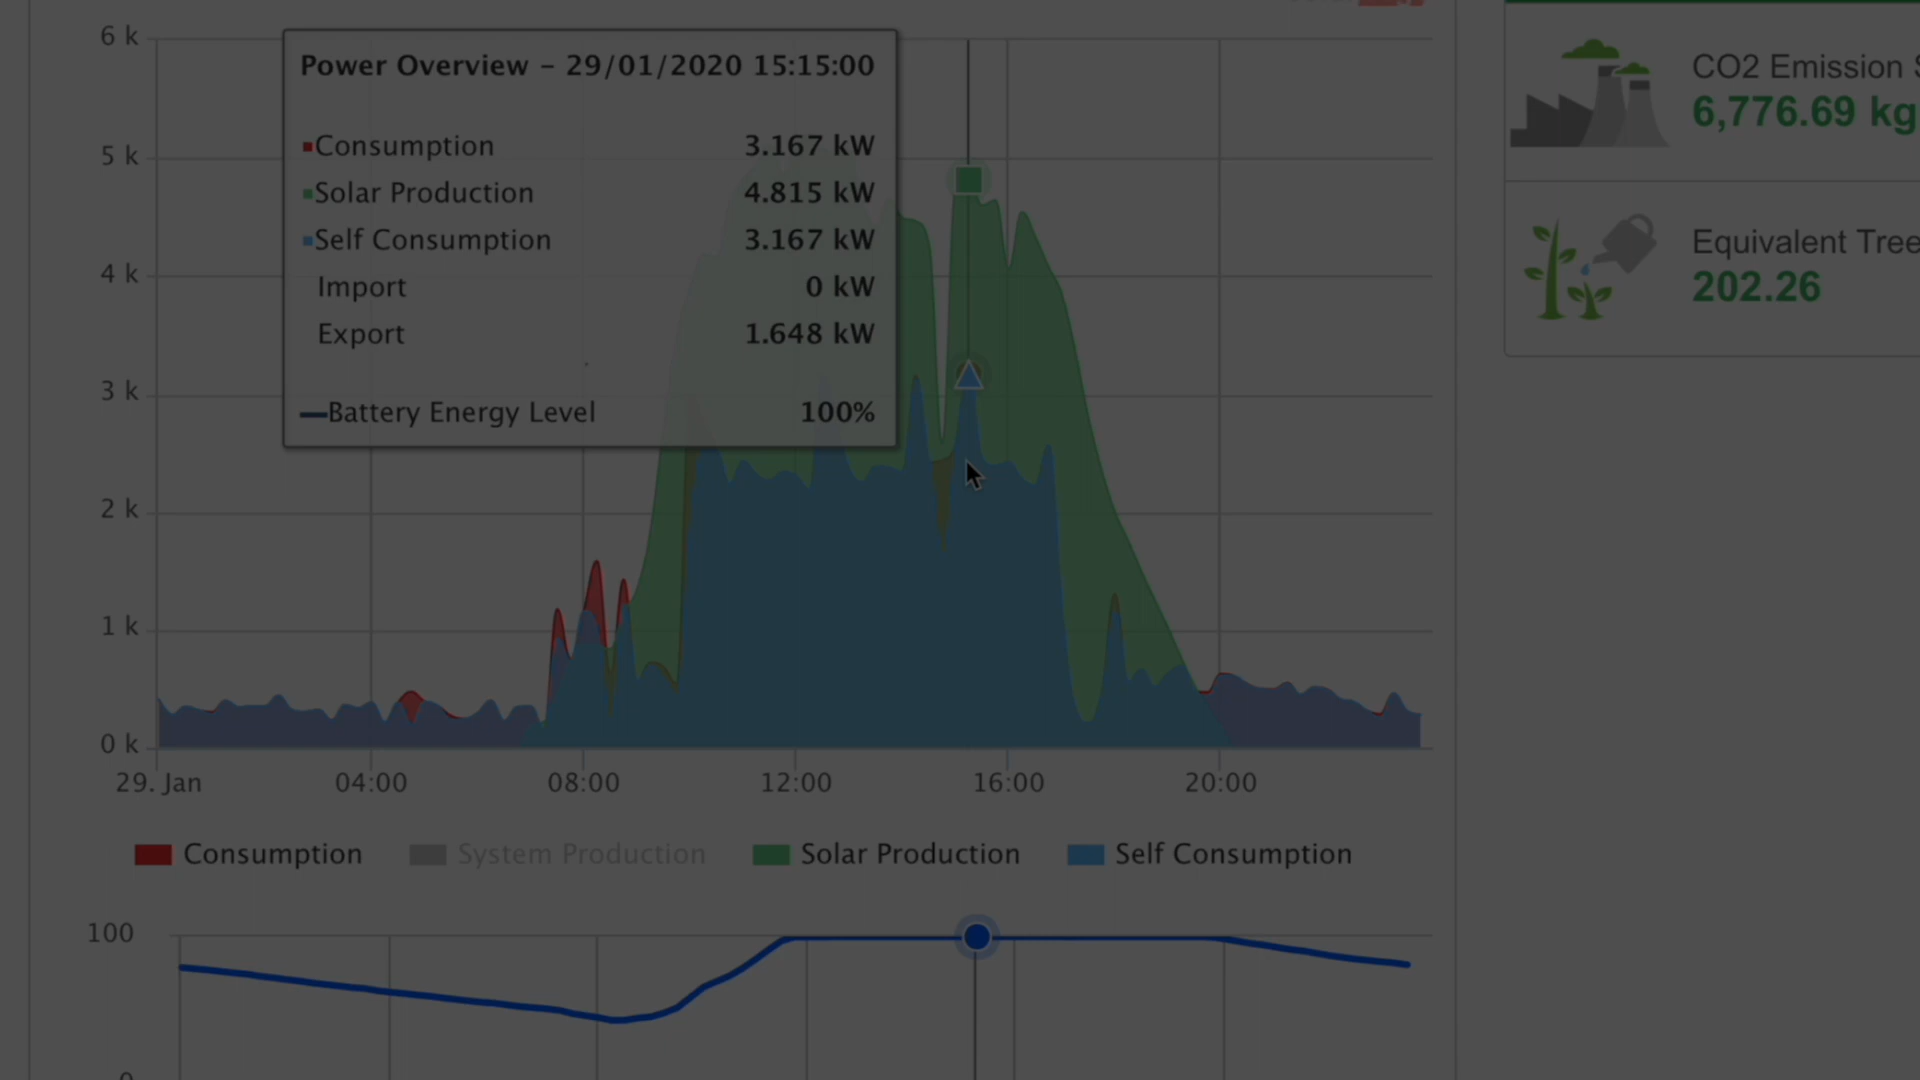 6 k
Power Overview – 29/01/2020 15:15:00
Consumption 3.167 kW
Solar Production 4.815 kW
Self Consumption 3.167 kW
Import 0 kW
Export 1.648 kW
Battery Energy Level 100%
5 k
4 k
3 k
2 k
1 k
0 k
29. Jan 04:00 08:00 12:00 16:00 20:00
Consumption System Production Solar Production Self Consumption
100
0
CO2 Emission S
6,776.69 kg
Equivalent Tree
202.26